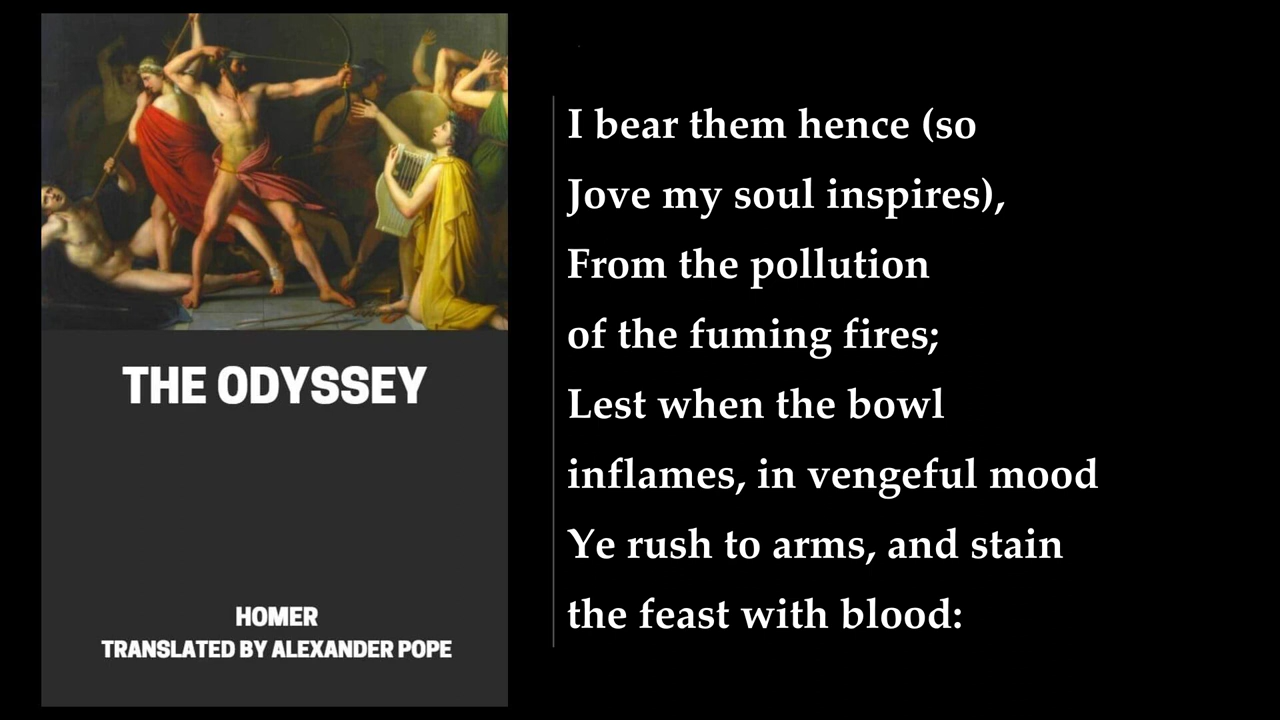 THE ODYSSEY
HOMER
TRANSLATED BY ALEXANDER POPE
I bear them hence (so
Jove my soul inspires),
From the pollution
of the fuming fires;
Lest when the bowl
inflames, in vengeful mood
Ye rush to arms, and stain
the feast with blood: